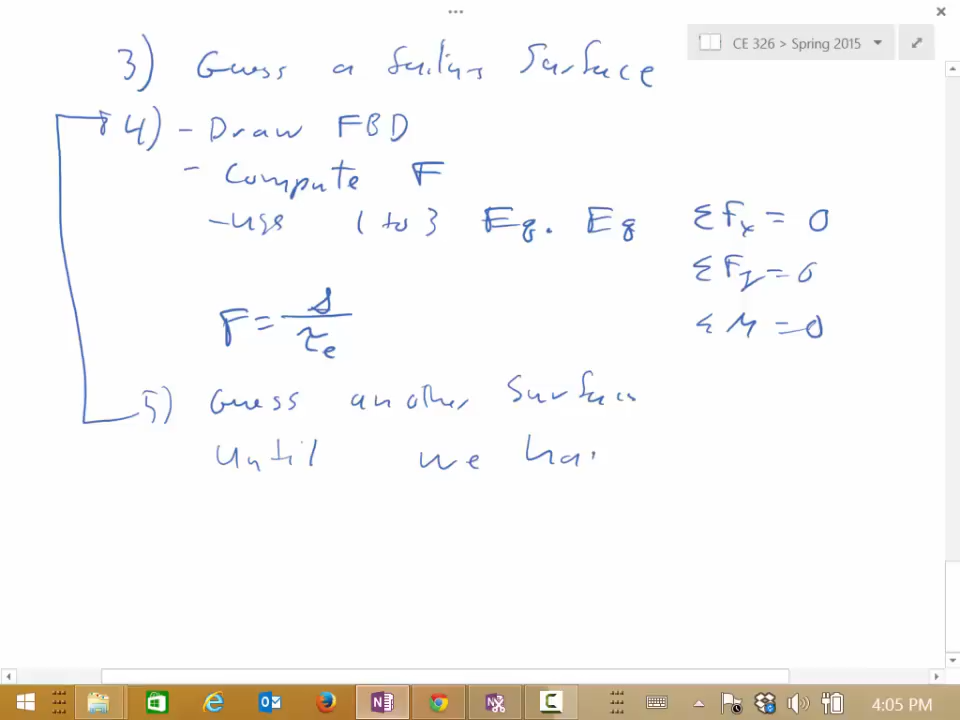 ...
CE 326 > Spring 2015
3) Guess a Failure Surface
4) - Draw FBD
- Compute F
- use 1 to 3 Eq. Eq
ΣFx = 0
ΣFy = 0
ΣM = 0
F = s / τe
5) Guess another Surface
until we hav
4:05 PM